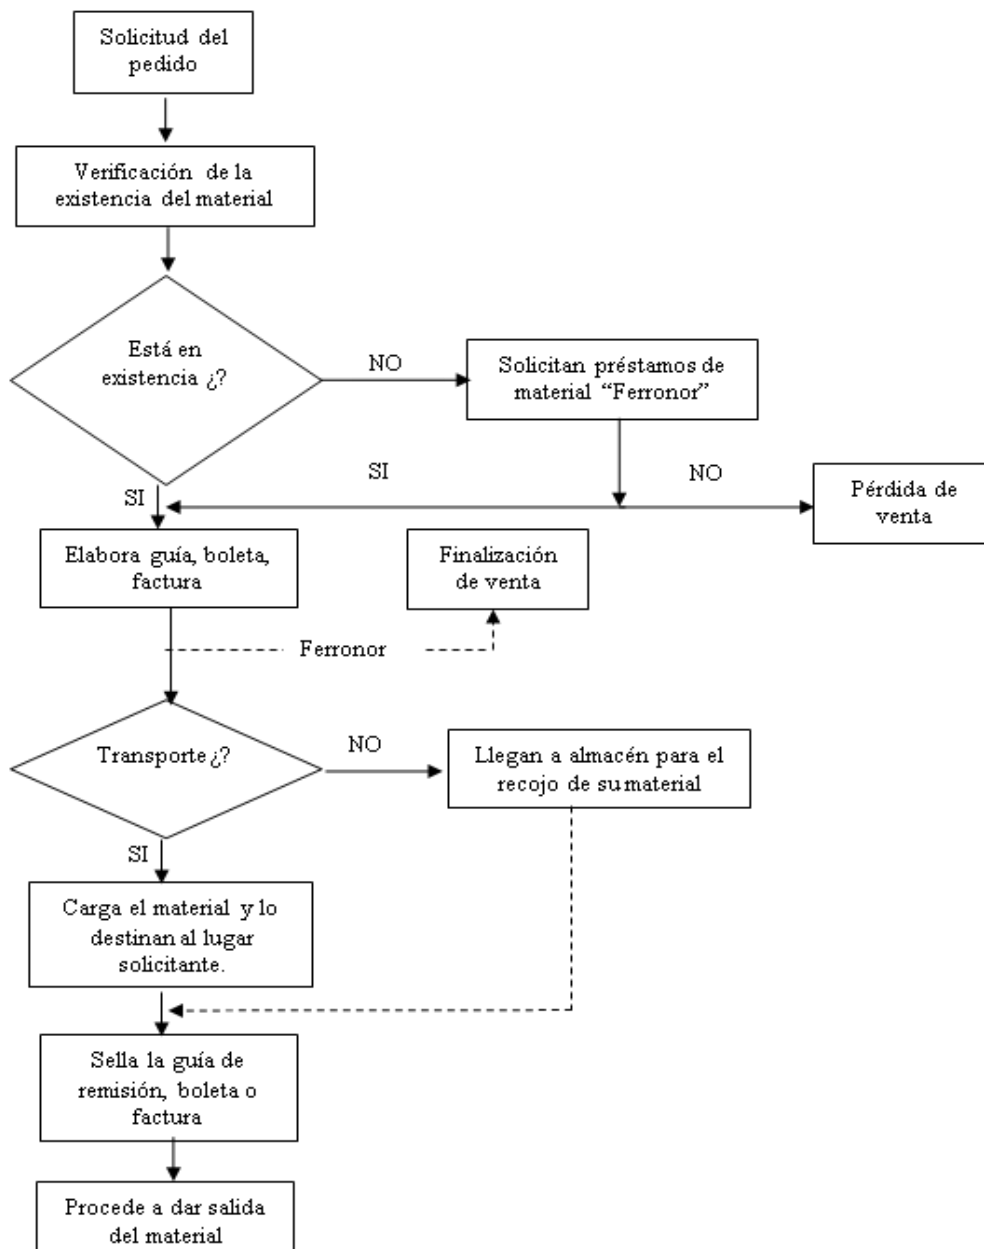 Solicitud del
pedido
Verificación de la
existencia del material
Está en
existencia ¿?
NO
Solicitan préstamos de
material “Ferronor”
SI
NO
SI
Pérdida de
venta
Elabora guía, boleta,
factura
Finalización
de venta
Ferronor
Transporte ¿?
NO
Llegan a almacén para el
recojo de su material
SI
Carga el material y lo
destinan al lugar
solicitante.
Sella la guía de
remisión, boleta o
factura
Procede a dar salida
del material